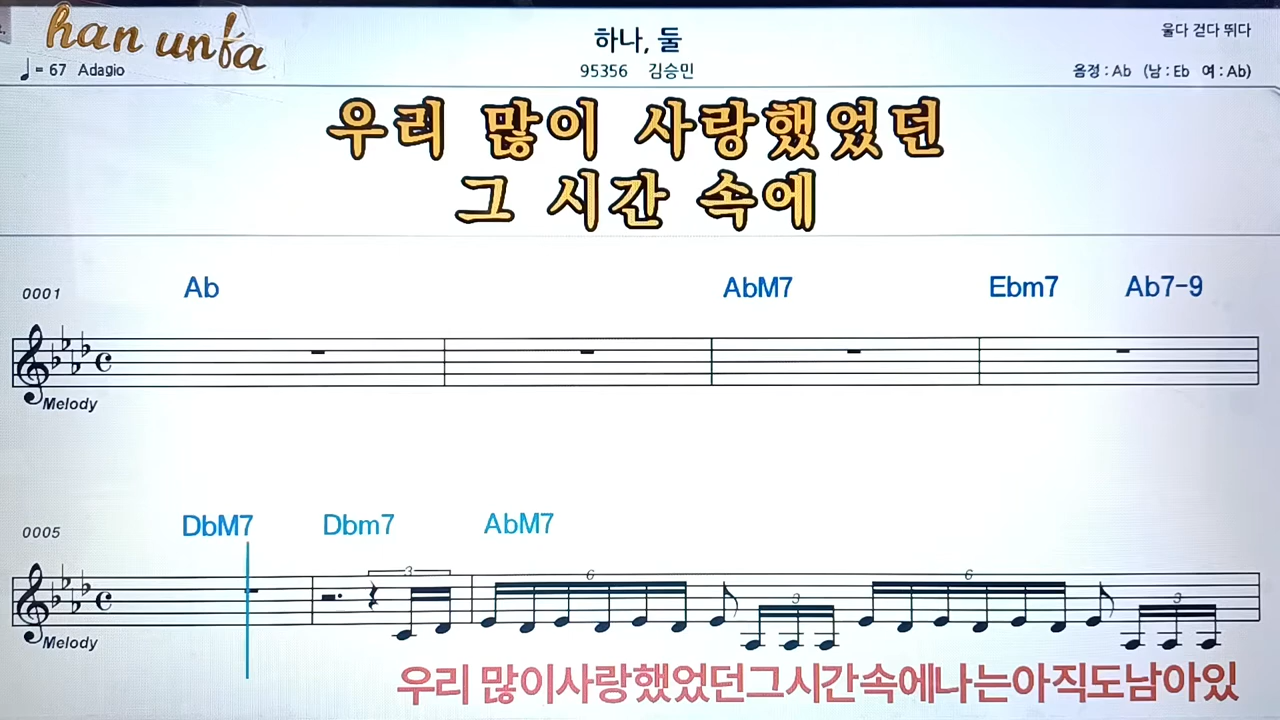 han unfa
하나, 둘
울다 걷다 뛰다
♩= 67 Adagio
95356 김승민
음정 : Ab (남 : Eb 여 : Ab)
우리 많이 사랑했었던
그 시간 속에
0001 Ab AbM7 Ebm7 Ab7-9
Melody
0005 DbM7 Dbm7 AbM7
3 6 3 6 3
Melody
우리 많이사랑했었던그시간속에나는아직도남아있